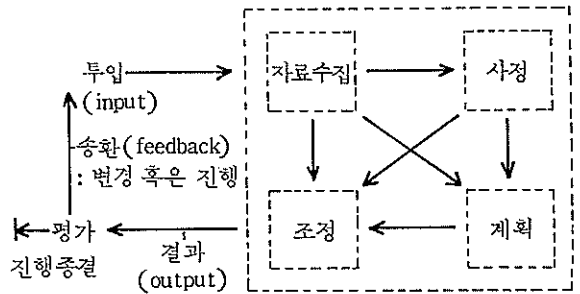 투입
(input)
자료수집
사정
송환(feedback)
: 변경 혹은 진행
평가
진행종결
결과
(output)
조정
계획